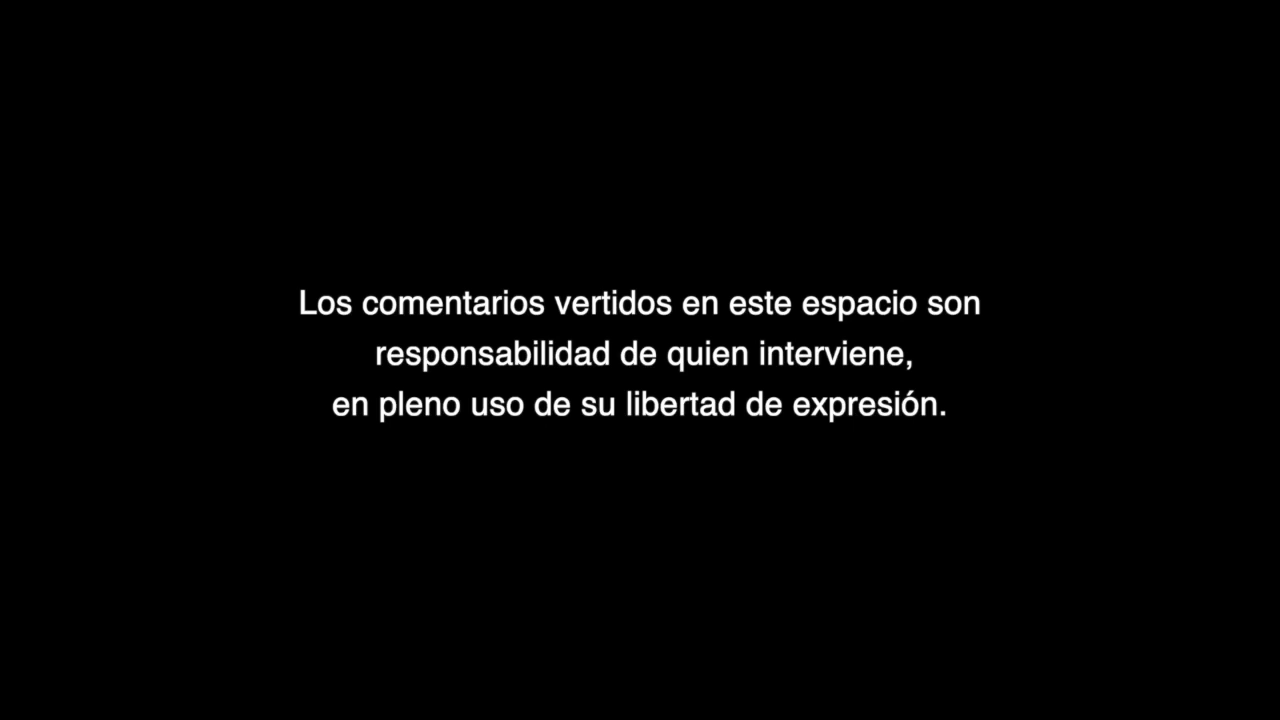 Los comentarios vertidos en este espacio son
responsabilidad de quien interviene,
en pleno uso de su libertad de expresión.